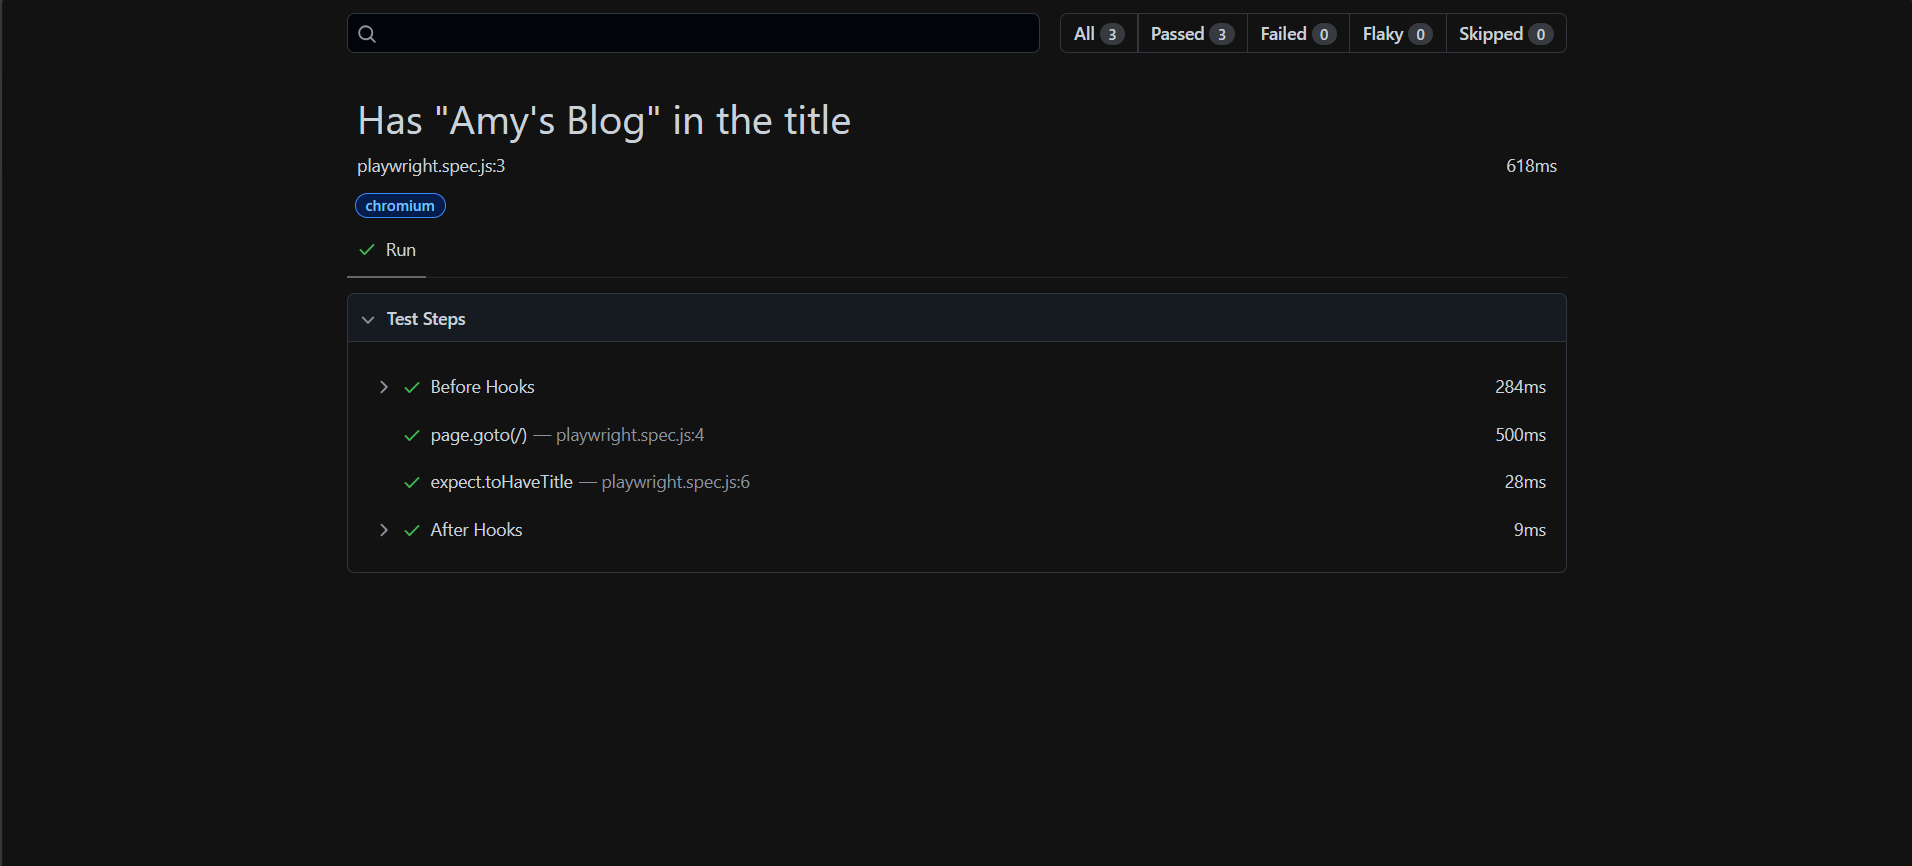 All 3 Passed 3 Failed 0 Flaky 0 Skipped 0
Has "Amy's Blog" in the title
playwright.spec.js:3 618ms
chromium
Run
Test Steps
Before Hooks 284ms
page.goto(/) — playwright.spec.js:4 500ms
expect.toHaveTitle — playwright.spec.js:6 28ms
After Hooks 9ms